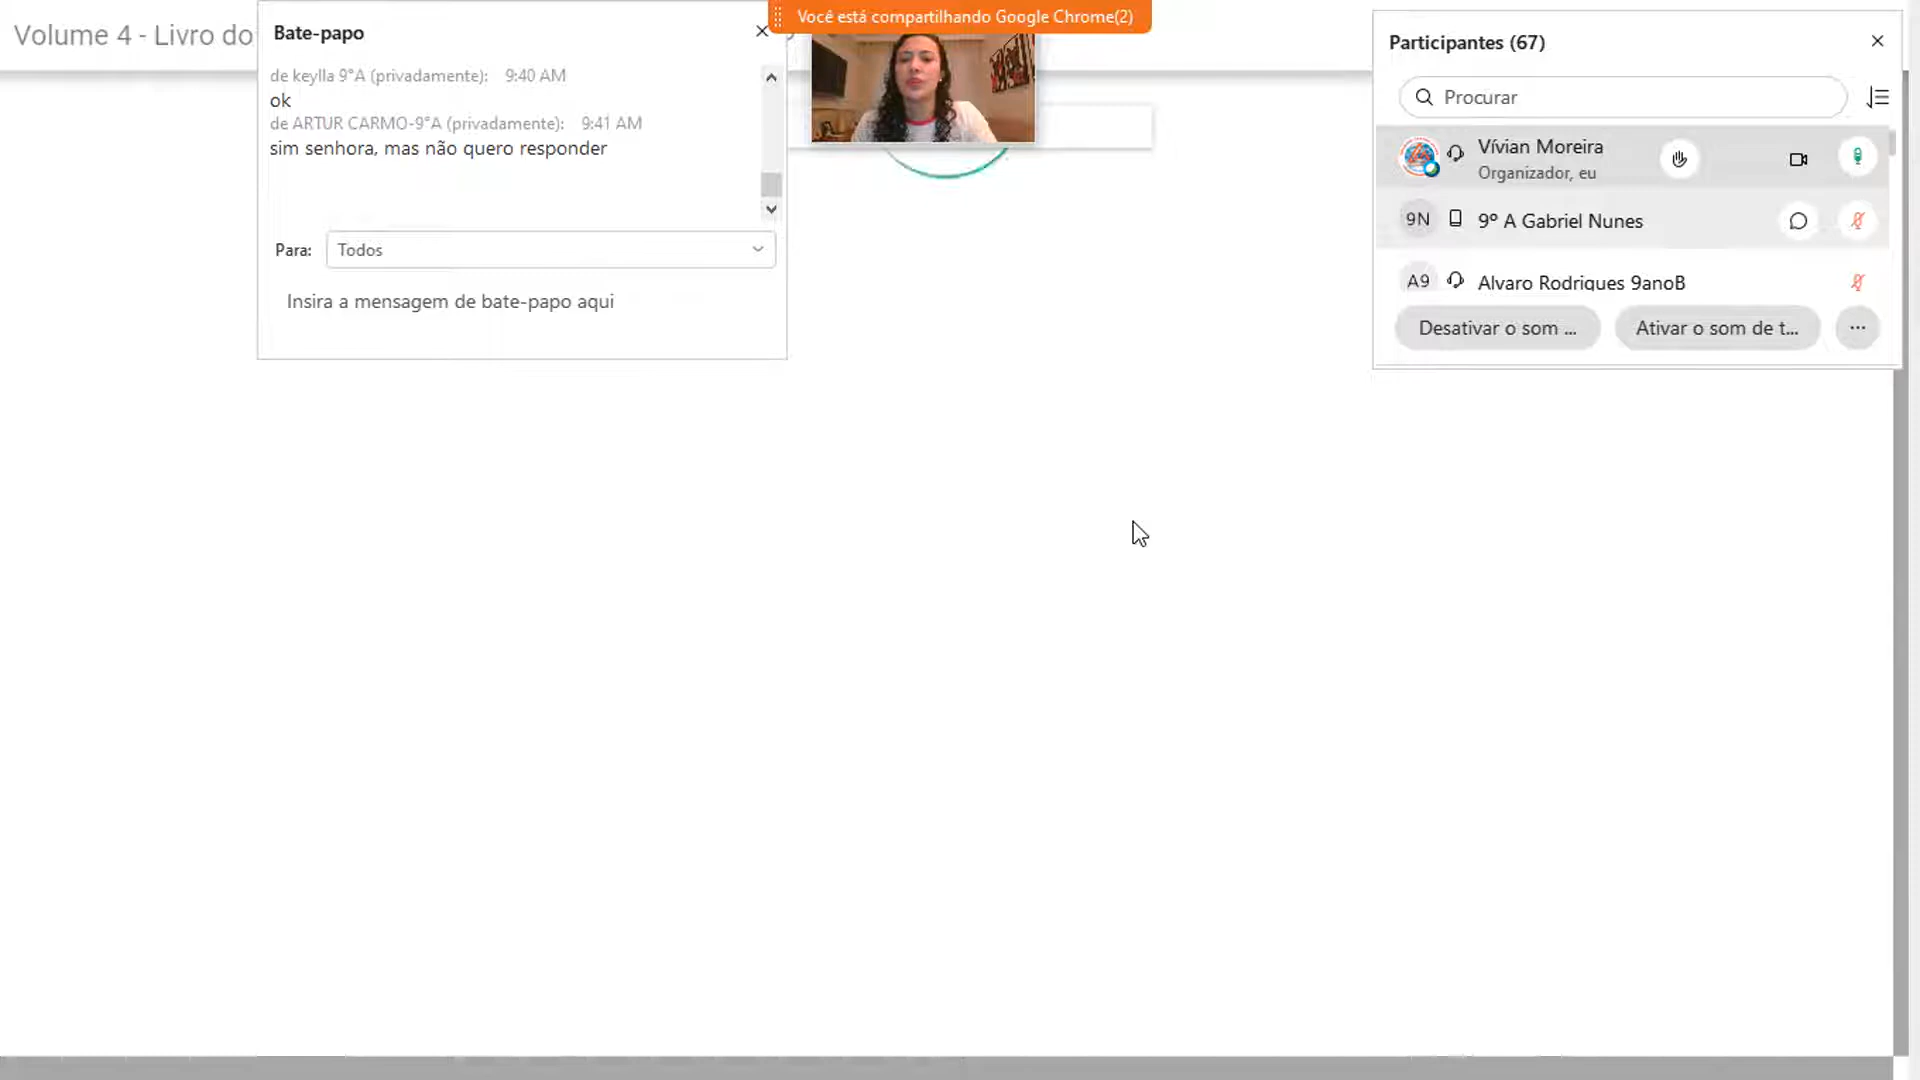 Volume 4 - Livro do
Bate-papo
de keylla 9°A (privadamente): 9:40 AM
ok
de ARTUR CARMO-9°A (privadamente): 9:41 AM
sim senhora, mas não quero responder
Para: Todos
Insira a mensagem de bate-papo aqui
Você está compartilhando Google Chrome(2)
Participantes (67)
Procurar
Vívian Moreira
Organizador, eu
9N 9º A Gabriel Nunes
A9 Alvaro Rodrigues 9anoB
Desativar o som ... Ativar o som de t...